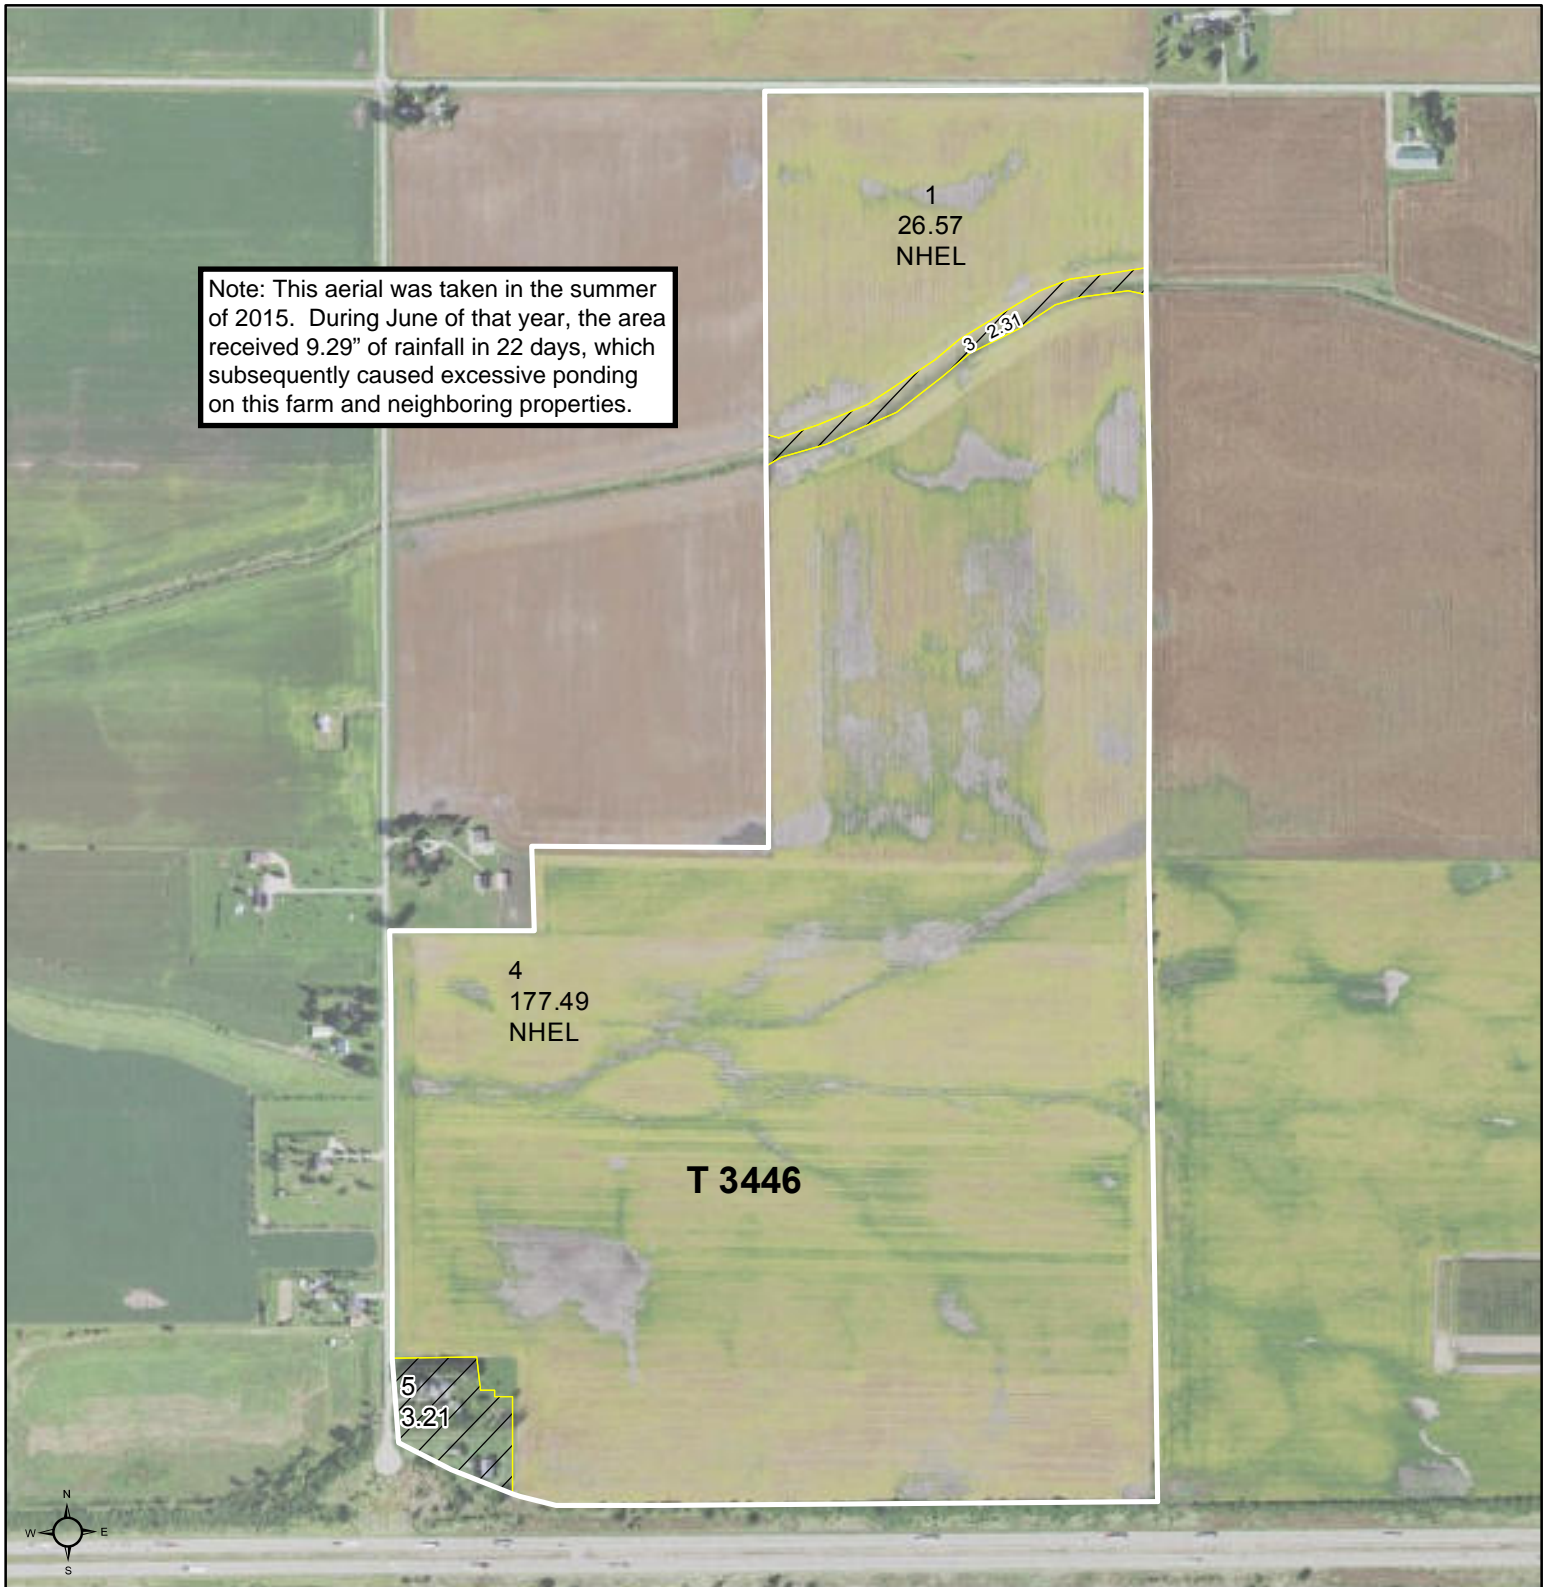 1
26.57
NHEL
Note: This aerial was taken in the summer
of 2015.  During June of that year, the area
received 9.29” of rainfall in 22 days, which
subsequently caused excessive ponding
on this farm and neighboring properties.
3 2.31
4
177.49
NHEL
T 3446
5
3.21
N
W E
S